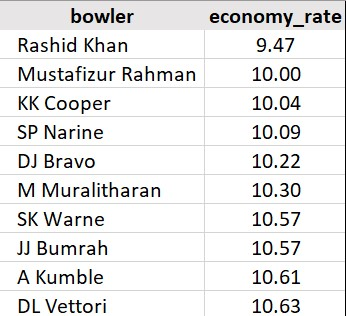 bowler economy_rate
Rashid Khan 9.47
Mustafizur Rahman 10.00
KK Cooper 10.04
SP Narine 10.09
DJ Bravo 10.22
M Muralitharan 10.30
SK Warne 10.57
JJ Bumrah 10.57
A Kumble 10.61
DL Vettori 10.63